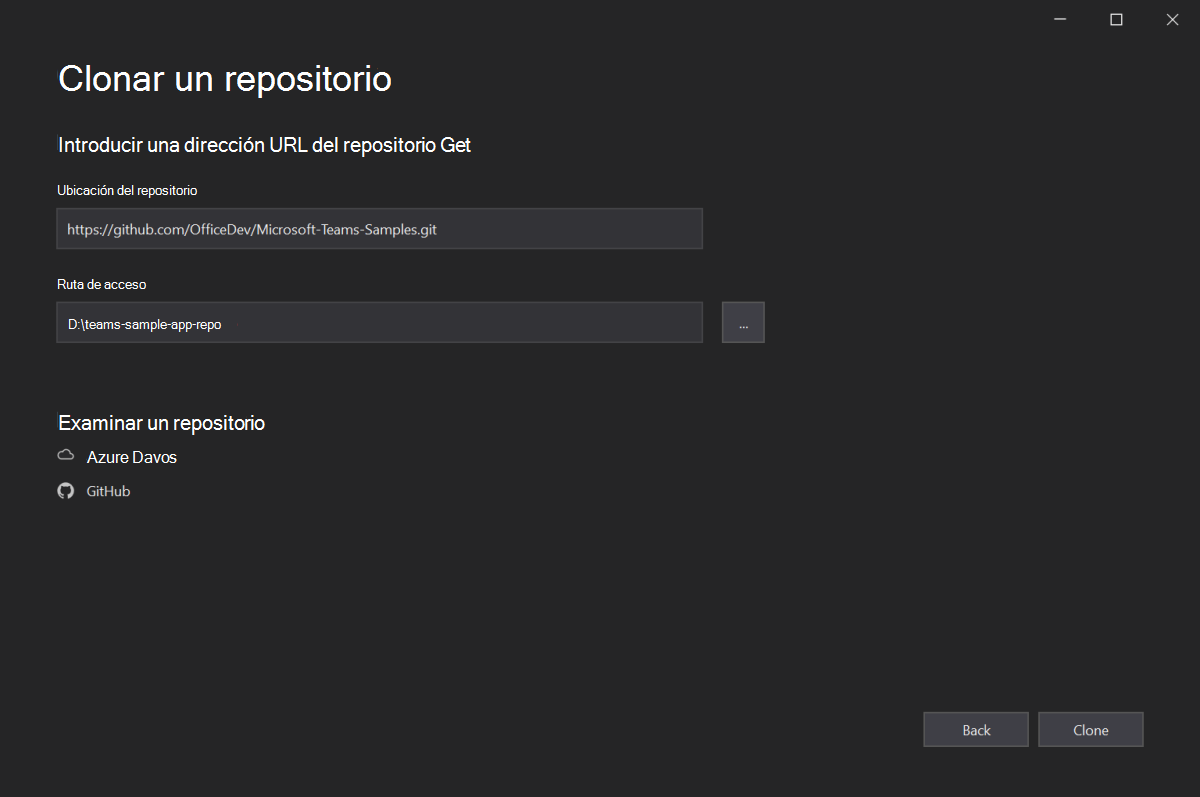 Clonar un repositorio
Introducir una dirección URL del repositorio Get
Ubicación del repositorio
https://github.com/OfficeDev/Microsoft-Teams-Samples.git
Ruta de acceso
D:\teams-sample-app-repo
...
Examinar un repositorio
Azure Davos
GitHub
Back
Clone